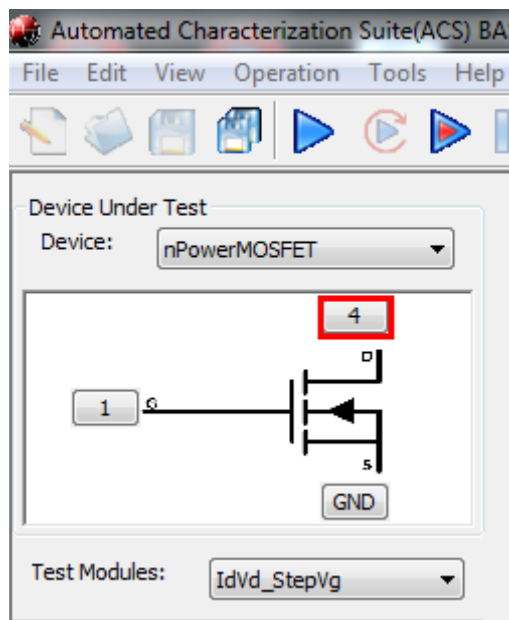 Automated Characterization Suite(ACS) BA
File Edit View Operation Tools Help
Device Under Test
Device: nPowerMOSFET
4
D
1 G
S
GND
Test Modules: IdVd_StepVg